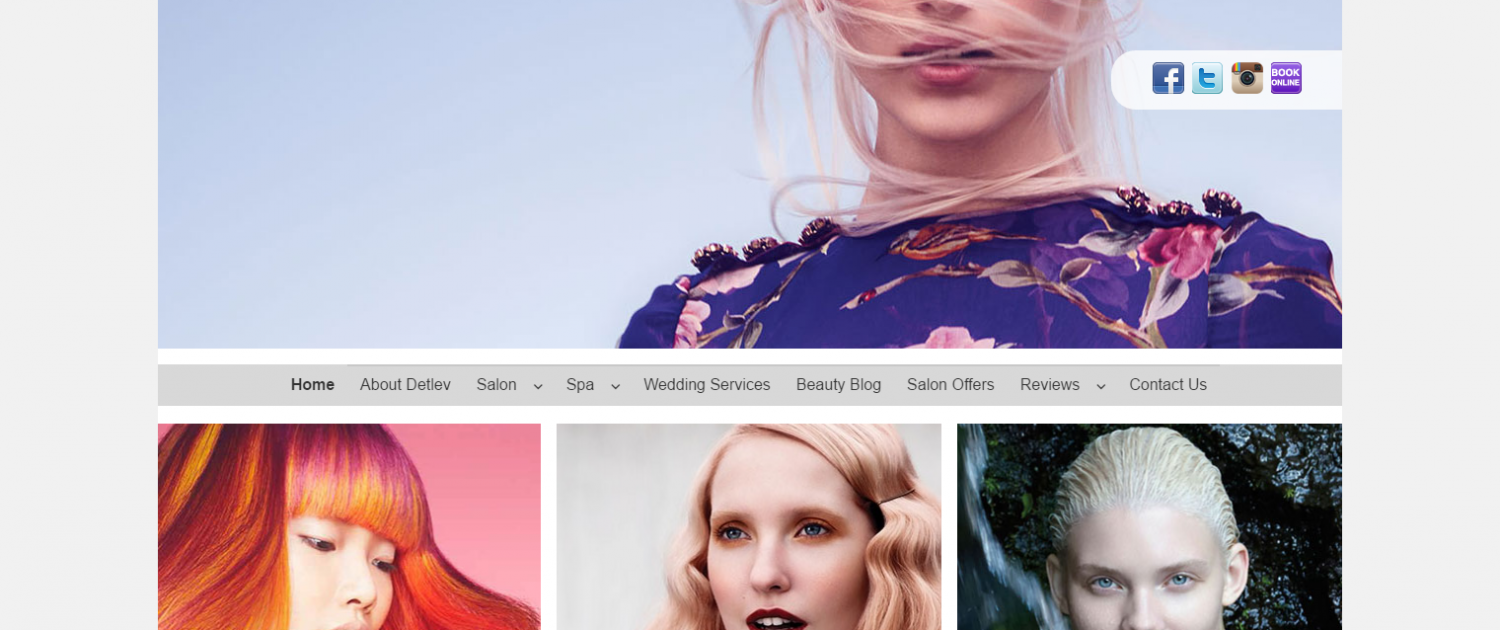 BOOK
ONLINE
Home About Detlev Salon Spa Wedding Services Beauty Blog Salon Offers Reviews Contact Us